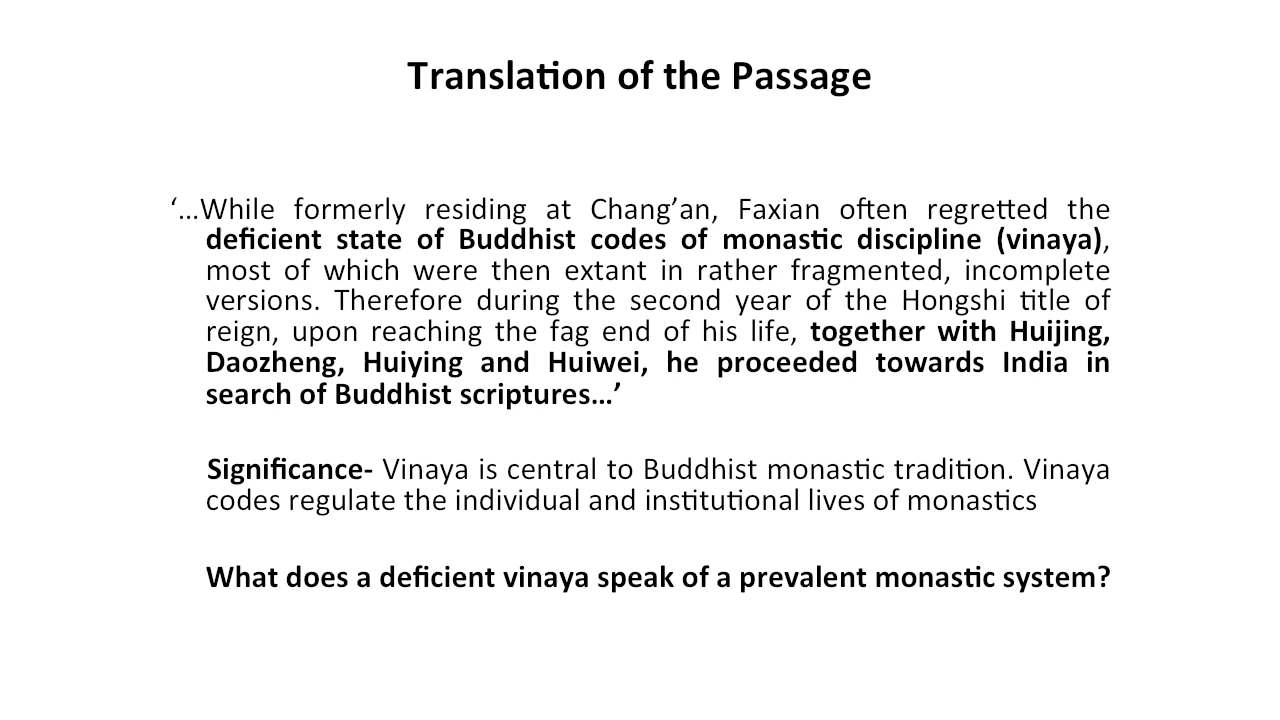 Translation of the Passage
‘…While formerly residing at Chang’an, Faxian often regretted the
deficient state of Buddhist codes of monastic discipline (vinaya),
most of which were then extant in rather fragmented, incomplete
versions. Therefore during the second year of the Hongshi title of
reign, upon reaching the fag end of his life, together with Huijing,
Daozheng, Huiying and Huiwei, he proceeded towards India in
search of Buddhist scriptures…’
Significance- Vinaya is central to Buddhist monastic tradition. Vinaya
codes regulate the individual and institutional lives of monastics
What does a deficient vinaya speak of a prevalent monastic system?